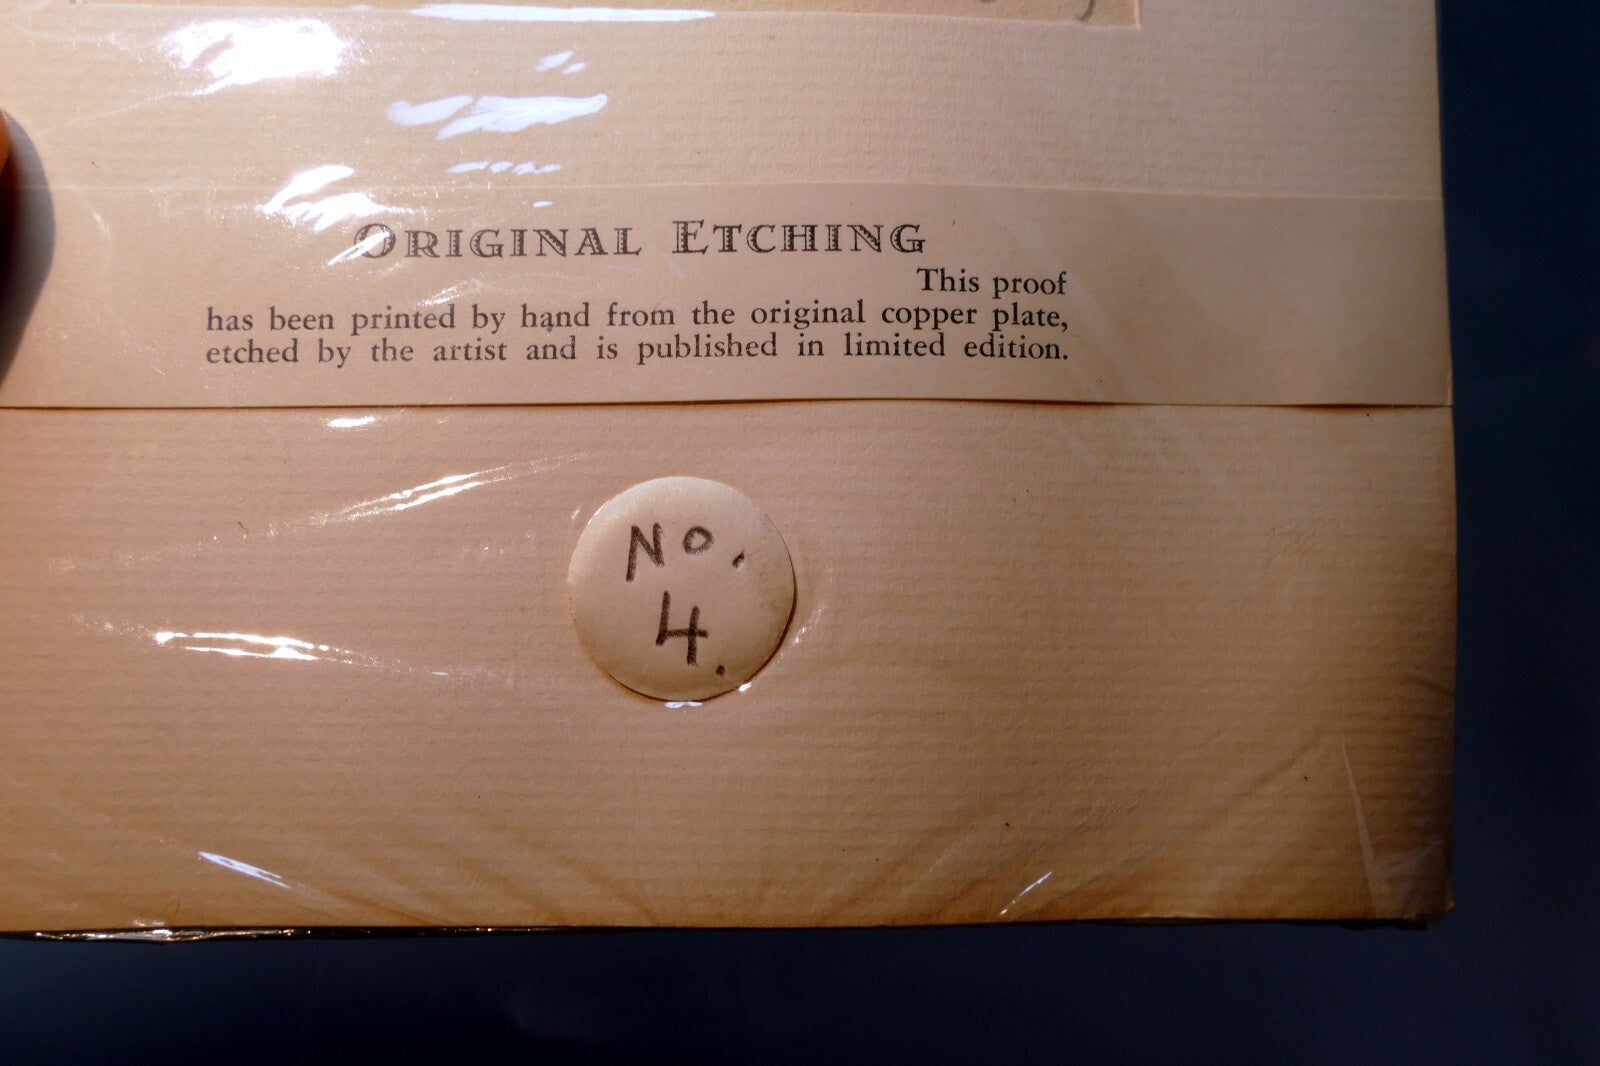 ORIGINAL ETCHING
This proof
has been printed by hand from the original copper plate,
etched by the artist and is published in limited edition.
No.
4.